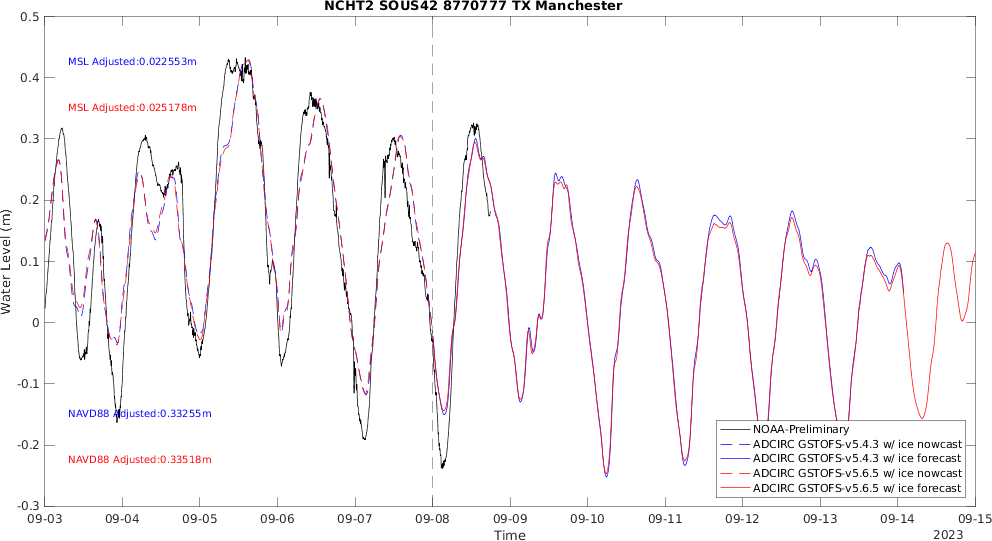 NCHT2 SOUS42 8770777 TX Manchester
0.5
MSL Adjusted:0.022553m
0.4
MSL Adjusted:0.025178m
0.3
0.2
0.1
Water Level (m)
0
-0.1
NAVD88 Adjusted:0.33255m
-0.2
NAVD88 Adjusted:0.33518m
-0.3
NOAA-Preliminary
ADCIRC GSTOFS-v5.4.3 w/ ice nowcast
ADCIRC GSTOFS-v5.4.3 w/ ice forecast
ADCIRC GSTOFS-v5.6.5 w/ ice nowcast
ADCIRC GSTOFS-v5.6.5 w/ ice forecast
09-03 09-04 09-05 09-06 09-07 09-08 09-09 09-10 09-11 09-12 09-13 09-14 09-15
Time
2023